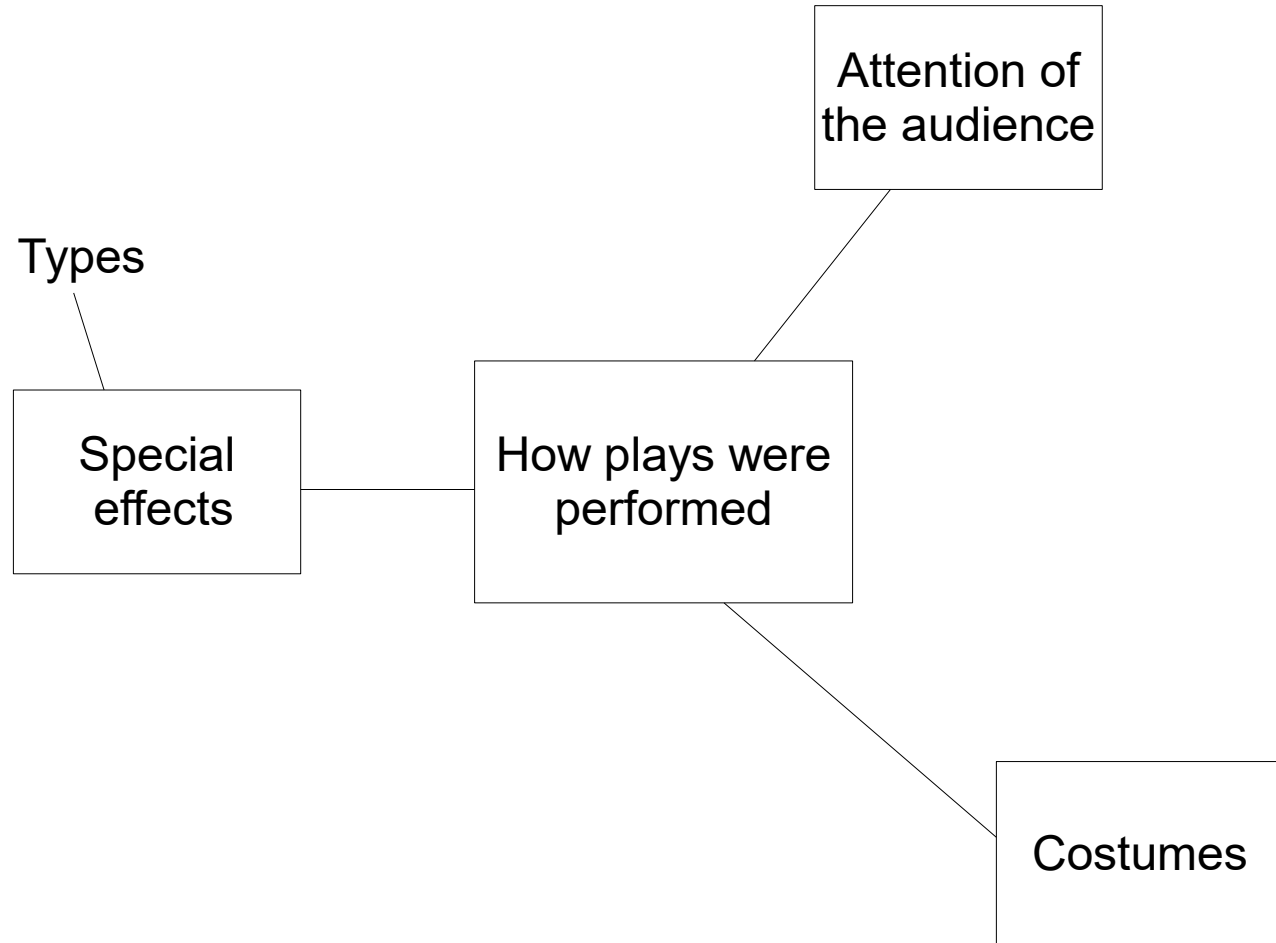 Attention of
the audience
Types
Special
effects
How plays were
performed
Costumes